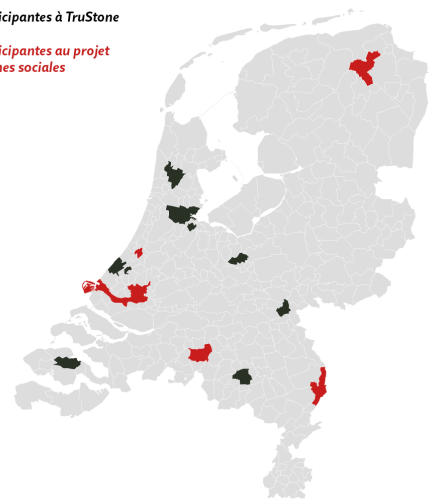 icipantes à TruStone
icipantes au projet
nes sociales